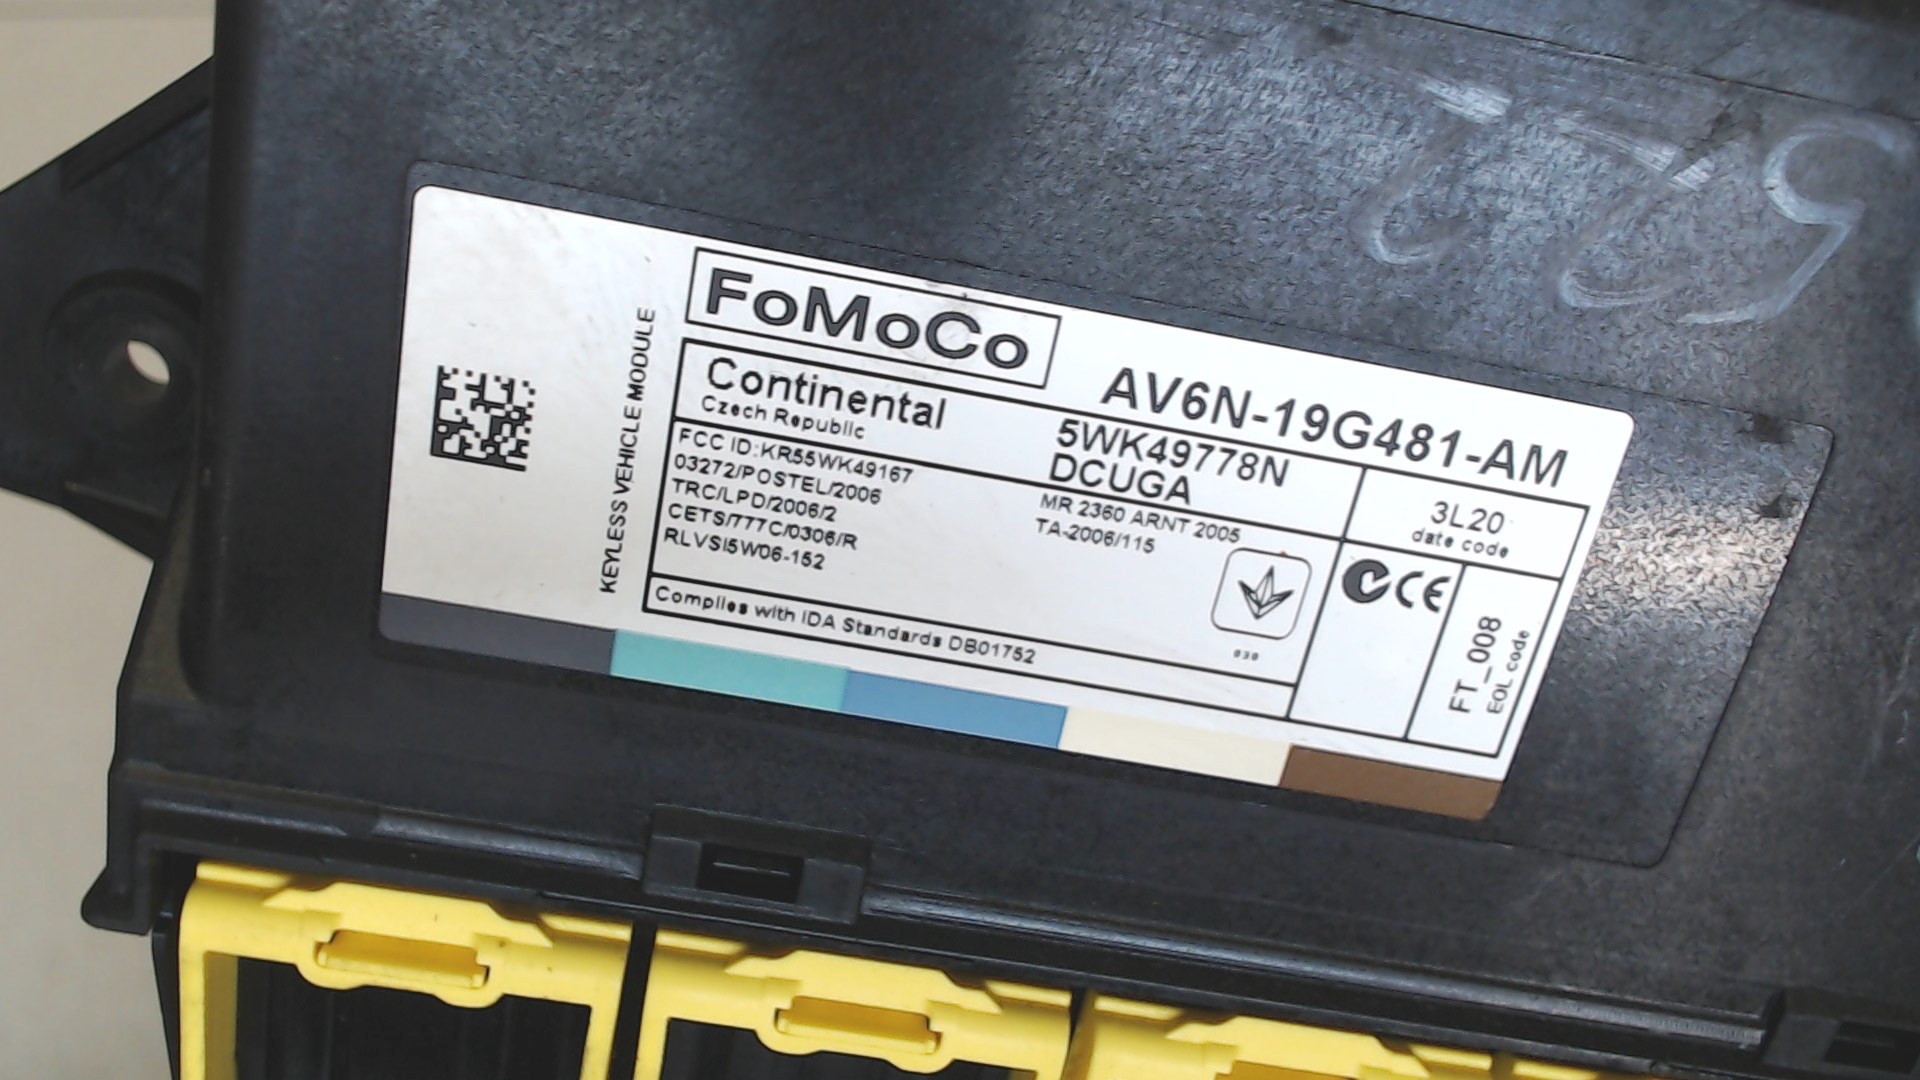 FoMoCo
AV6N-19G481-AM
KEYLESS VEHICLE MODULE
Continental
Czech Republic
5WK49778N
DCUGA
3L20
date code
FCC ID:KR55WK49167
03272/POSTEL/2006
TRC/LPD/2006/2
CETS/777C/0306/R
RLVSI5W06-152
MR 2360 ARNT 2005
TA-2006/115
CE
030
FT_008
EOL code
Complies with IDA Standards DB01752